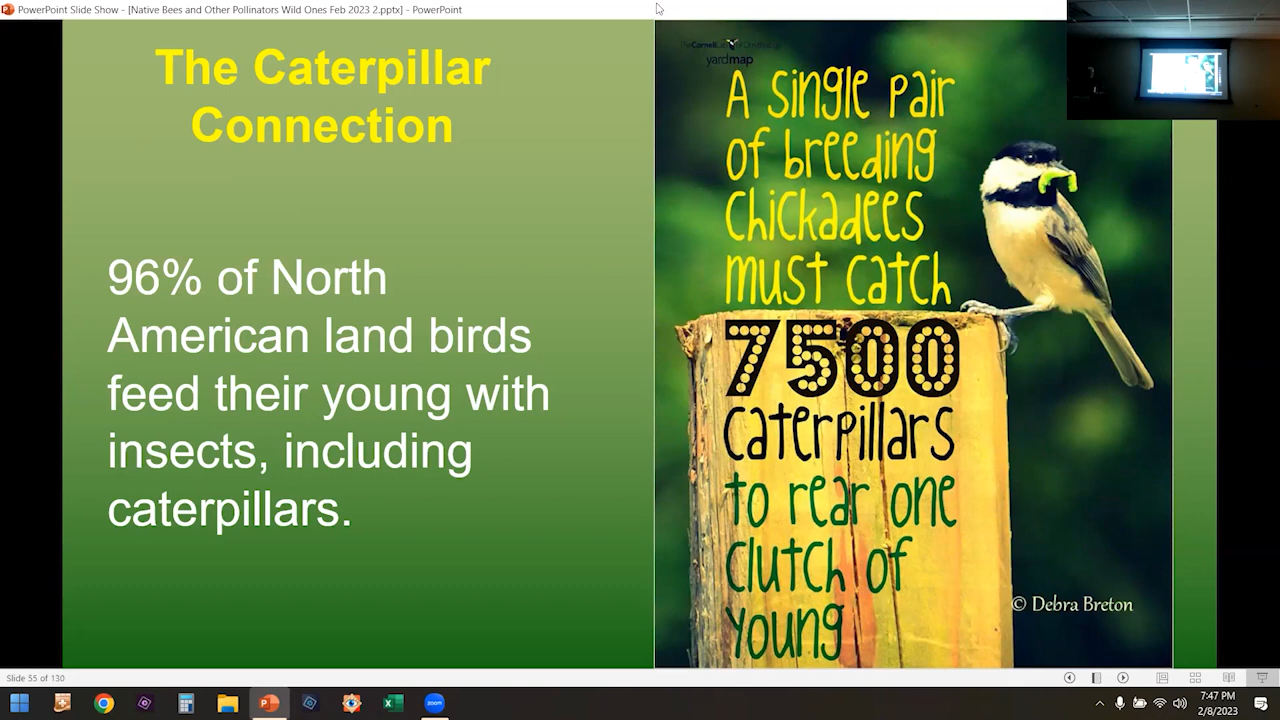 PowerPoint Slide Show - [Native Bees and Other Pollinators Wild Ones Feb 2023 2.pptx] - PowerPoint
The Caterpillar
Connection
96% of North
American land birds
feed their young with
insects, including
caterpillars.
yardmap
A single pair
of breeding
chickadees
must catch
7500
caterpillars
to rear one
clutch of
young
© Debra Breton
Slide 55 of 130
zoom
7:47 PM
2/8/2023